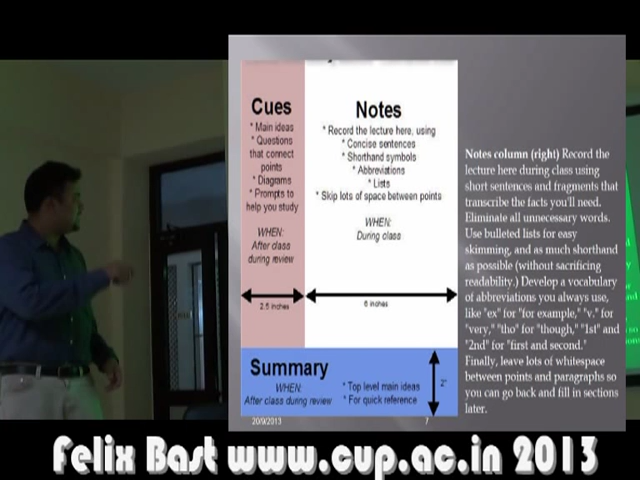 Cues
* Main ideas
* Questions
that connect
points
* Diagrams
* Prompts to
help you study
WHEN:
After class
during review
2.5 inches
Notes
* Record the lecture here, using
* Concise sentences
* Shorthand symbols
* Abbreviations
* Lists
* Skip lots of space between points
WHEN:
During class
6 inches
Summary
WHEN:
After class during review
* Top level main ideas
* For quick reference
2"
Notes column (right) Record the
lecture here during class using
short sentences and fragments that
transcribe the facts you'll need.
Eliminate all unnecessary words.
Use bulleted lists for easy
skimming, and as much shorthand
as possible (without sacrificing
readability.) Develop a vocabulary
of abbreviations you always use,
like "ex" for "for example," "v." for
"very," "tho" for "though," "1st" and
"2nd" for "first and second."
Finally, leave lots of whitespace
between points and paragraphs so
you can go back and fill in sections
later.
20/9/2013
7
Felix Bast www.cup.ac.in 2013